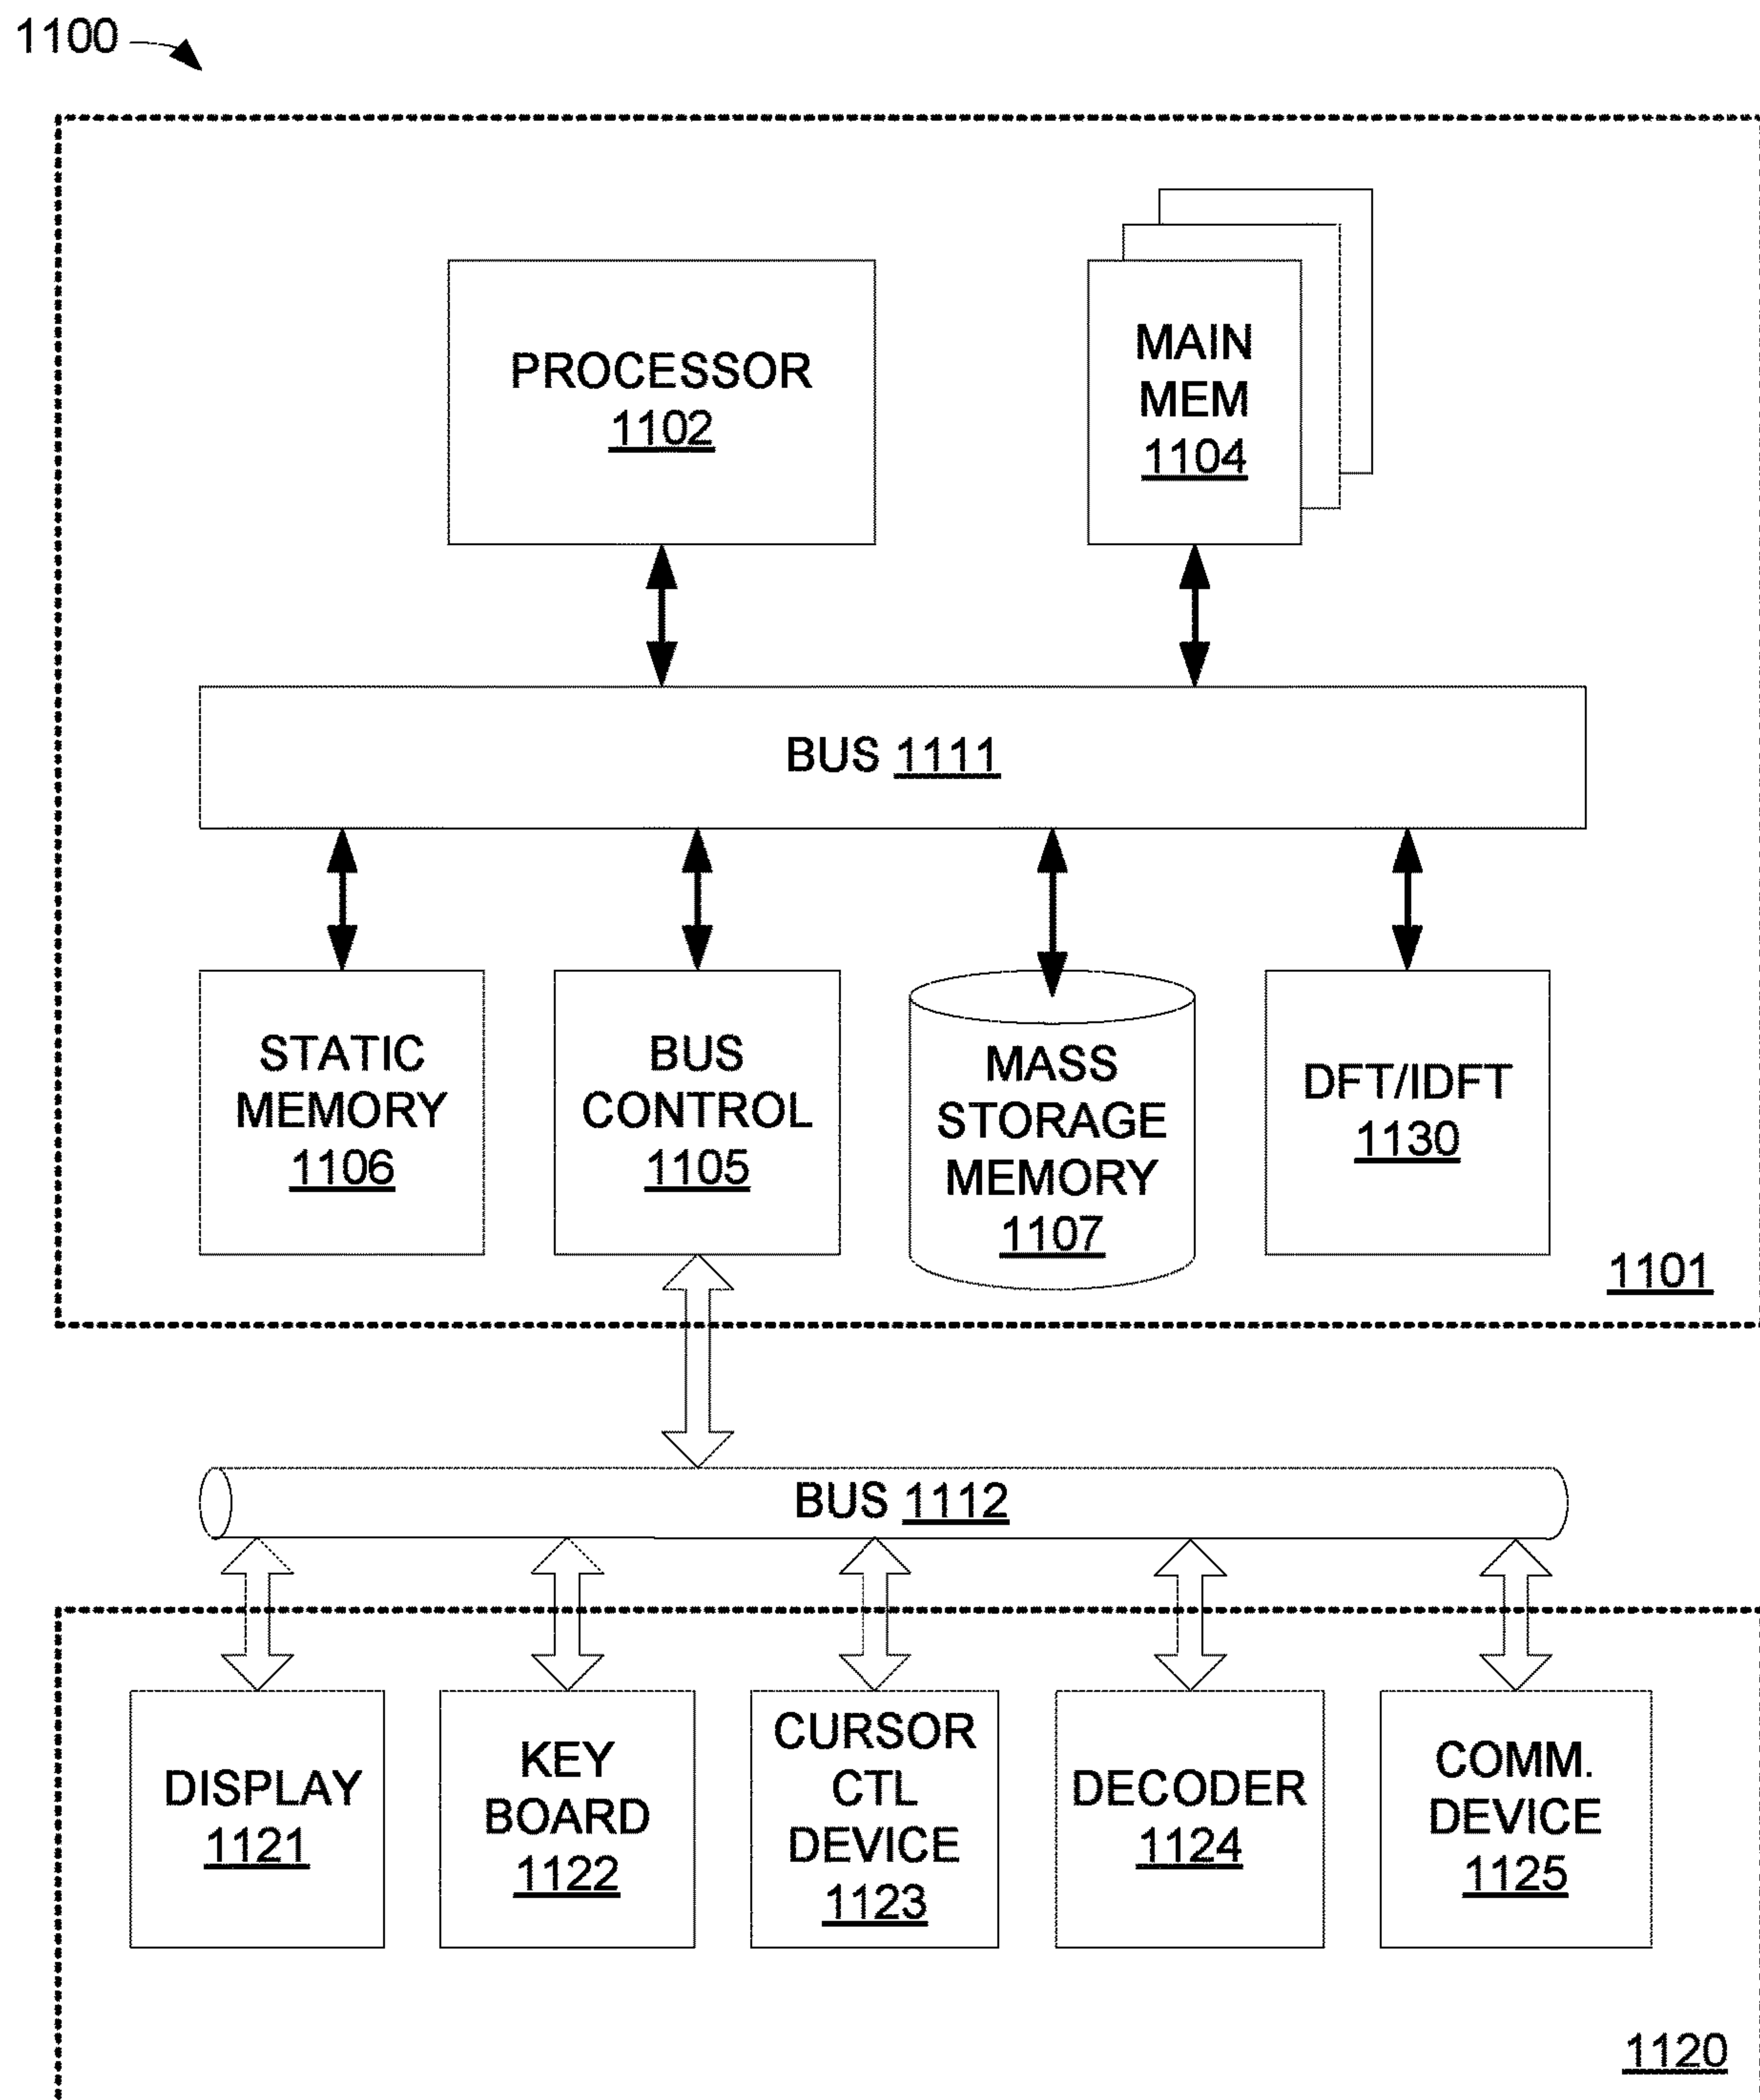 1100
PROCESSOR
1102
MAIN
MEM
1104
BUS 1111
STATIC
MEMORY
1106
BUS
CONTROL
1105
MASS
STORAGE
MEMORY
1107
DFT/IDFT
1130
1101
BUS 1112
DISPLAY
1121
KEY
BOARD
1122
CURSOR
CTL
DEVICE
1123
DECODER
1124
COMM.
DEVICE
1125
1120